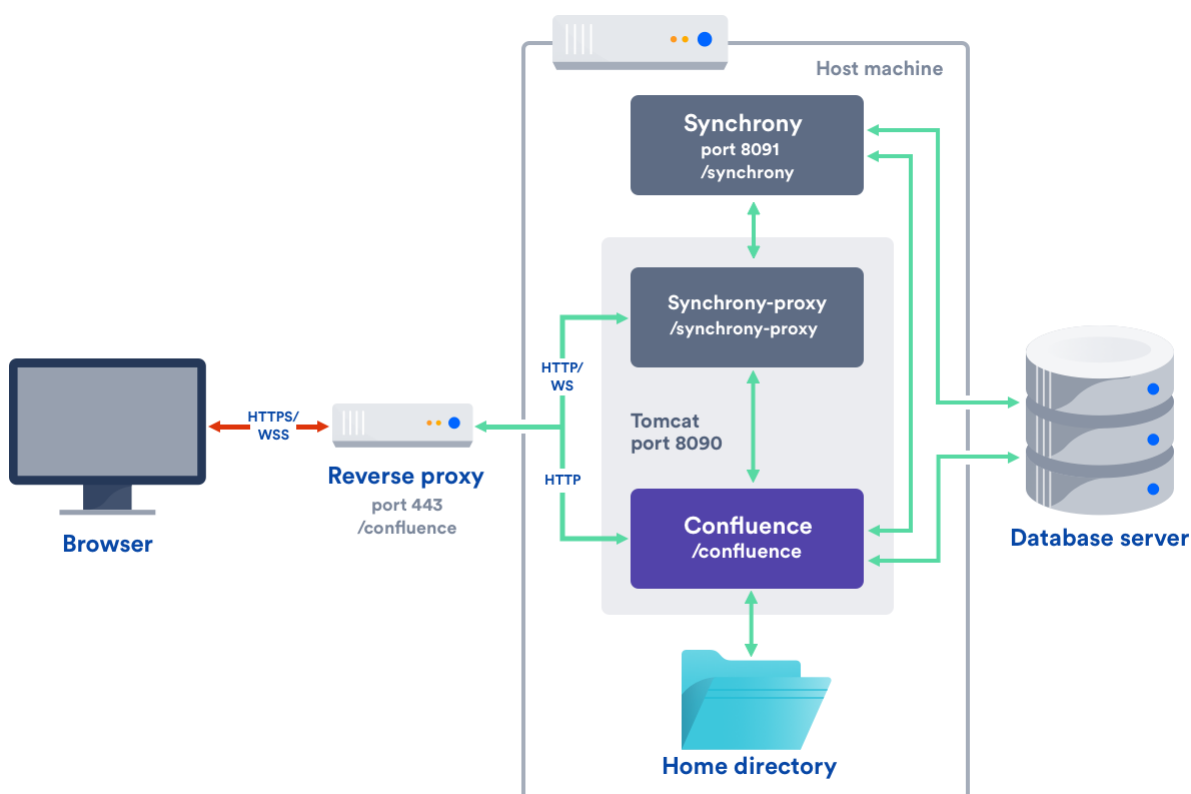 Host machine
Synchrony
port 8091
/synchrony
Synchrony-proxy
/synchrony-proxy
HTTP/
WS
HTTPS/
WSS
Tomcat
port 8090
Reverse proxy
port 443
/confluence
HTTP
Confluence
/confluence
Browser
Database server
Home directory